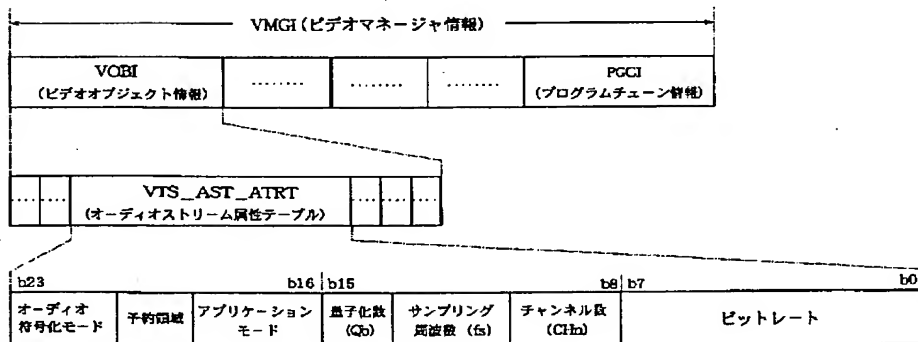 VMGI(ビデオマネージャ情報)
VOBI ........ ........ ........ PGCI
(ビデオオブジェクト情報) (プログラムチェーン情報)
..... ..... VTS_AST_ATRT ..... ..... .....
(オーディオストリーム属性テーブル)
b23 b16 b15 b8 b7 b0
オーディオ 予約領域 アプリケーション 量子化数 サンプリング チャンネル数 ビットレート
符号化モード モード (Qb) 周波数 (fs) (CHn)